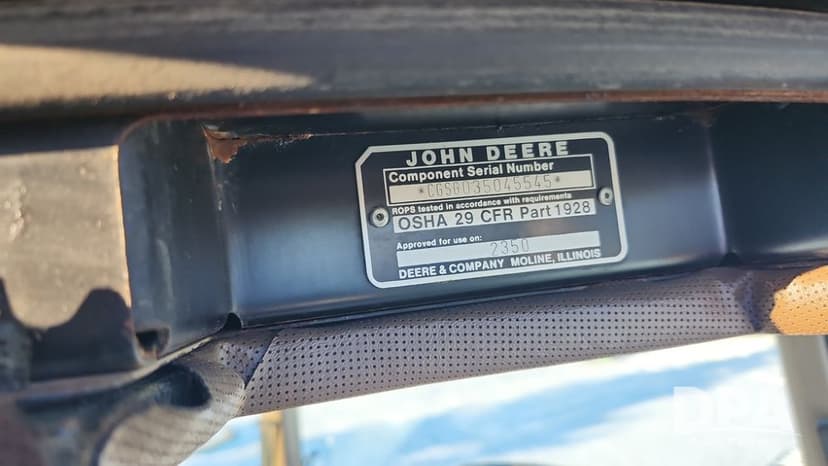 JOHN DEERE
Component Serial Number
*CGSG035045545*
ROPS tested in accordance with requirements
OSHA 29 CFR Part 1928
Approved for use on:
2350
DEERE & COMPANY MOLINE, ILLINOIS